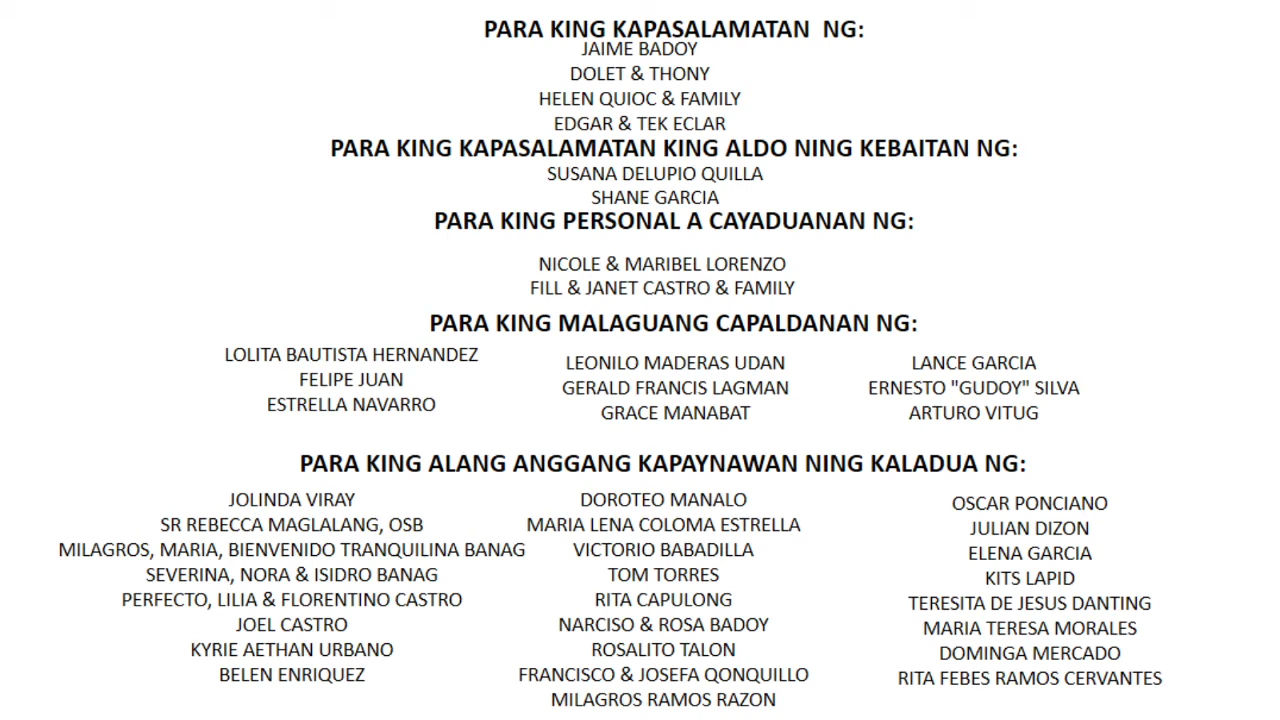 PARA KING KAPASALAMATAN NG:
JAIME BADOY
DOLET & THONY
HELEN QUIOC & FAMILY
EDGAR & TEK ECLAR
PARA KING KAPASALAMATAN KING ALDO NING KEBAITAN NG:
SUSANA DELUPIO QUILLA
SHANE GARCIA
PARA KING PERSONAL A CAYADUANAN NG:
NICOLE & MARIBEL LORENZO
FILL & JANET CASTRO & FAMILY
PARA KING MALAGUANG CAPALDANAN NG:
LOLITA BAUTISTA HERNANDEZ
FELIPE JUAN
ESTRELLA NAVARRO
LEONILO MADERAS UDAN
GERALD FRANCIS LAGMAN
GRACE MANABAT
LANCE GARCIA
ERNESTO "GUDOY" SILVA
ARTURO VITUG
PARA KING ALANG ANGGANG KAPAYNAWAN NING KALADUA NG:
JOLINDA VIRAY
SR REBECCA MAGLALANG, OSB
MILAGROS, MARIA, BIENVENIDO TRANQUILINA BANAG
SEVERINA, NORA & ISIDRO BANAG
PERFECTO, LILIA & FLORENTINO CASTRO
JOEL CASTRO
KYRIE AETHAN URBANO
BELEN ENRIQUEZ
DOROTEO MANALO
MARIA LENA COLOMA ESTRELLA
VICTORIO BABADILLA
TOM TORRES
RITA CAPULONG
NARCISO & ROSA BADOY
ROSALITO TALON
FRANCISCO & JOSEFA QONQUILLO
MILAGROS RAMOS RAZON
OSCAR PONCIANO
JULIAN DIZON
ELENA GARCIA
KITS LAPID
TERESITA DE JESUS DANTING
MARIA TERESA MORALES
DOMINGA MERCADO
RITA FEBES RAMOS CERVANTES